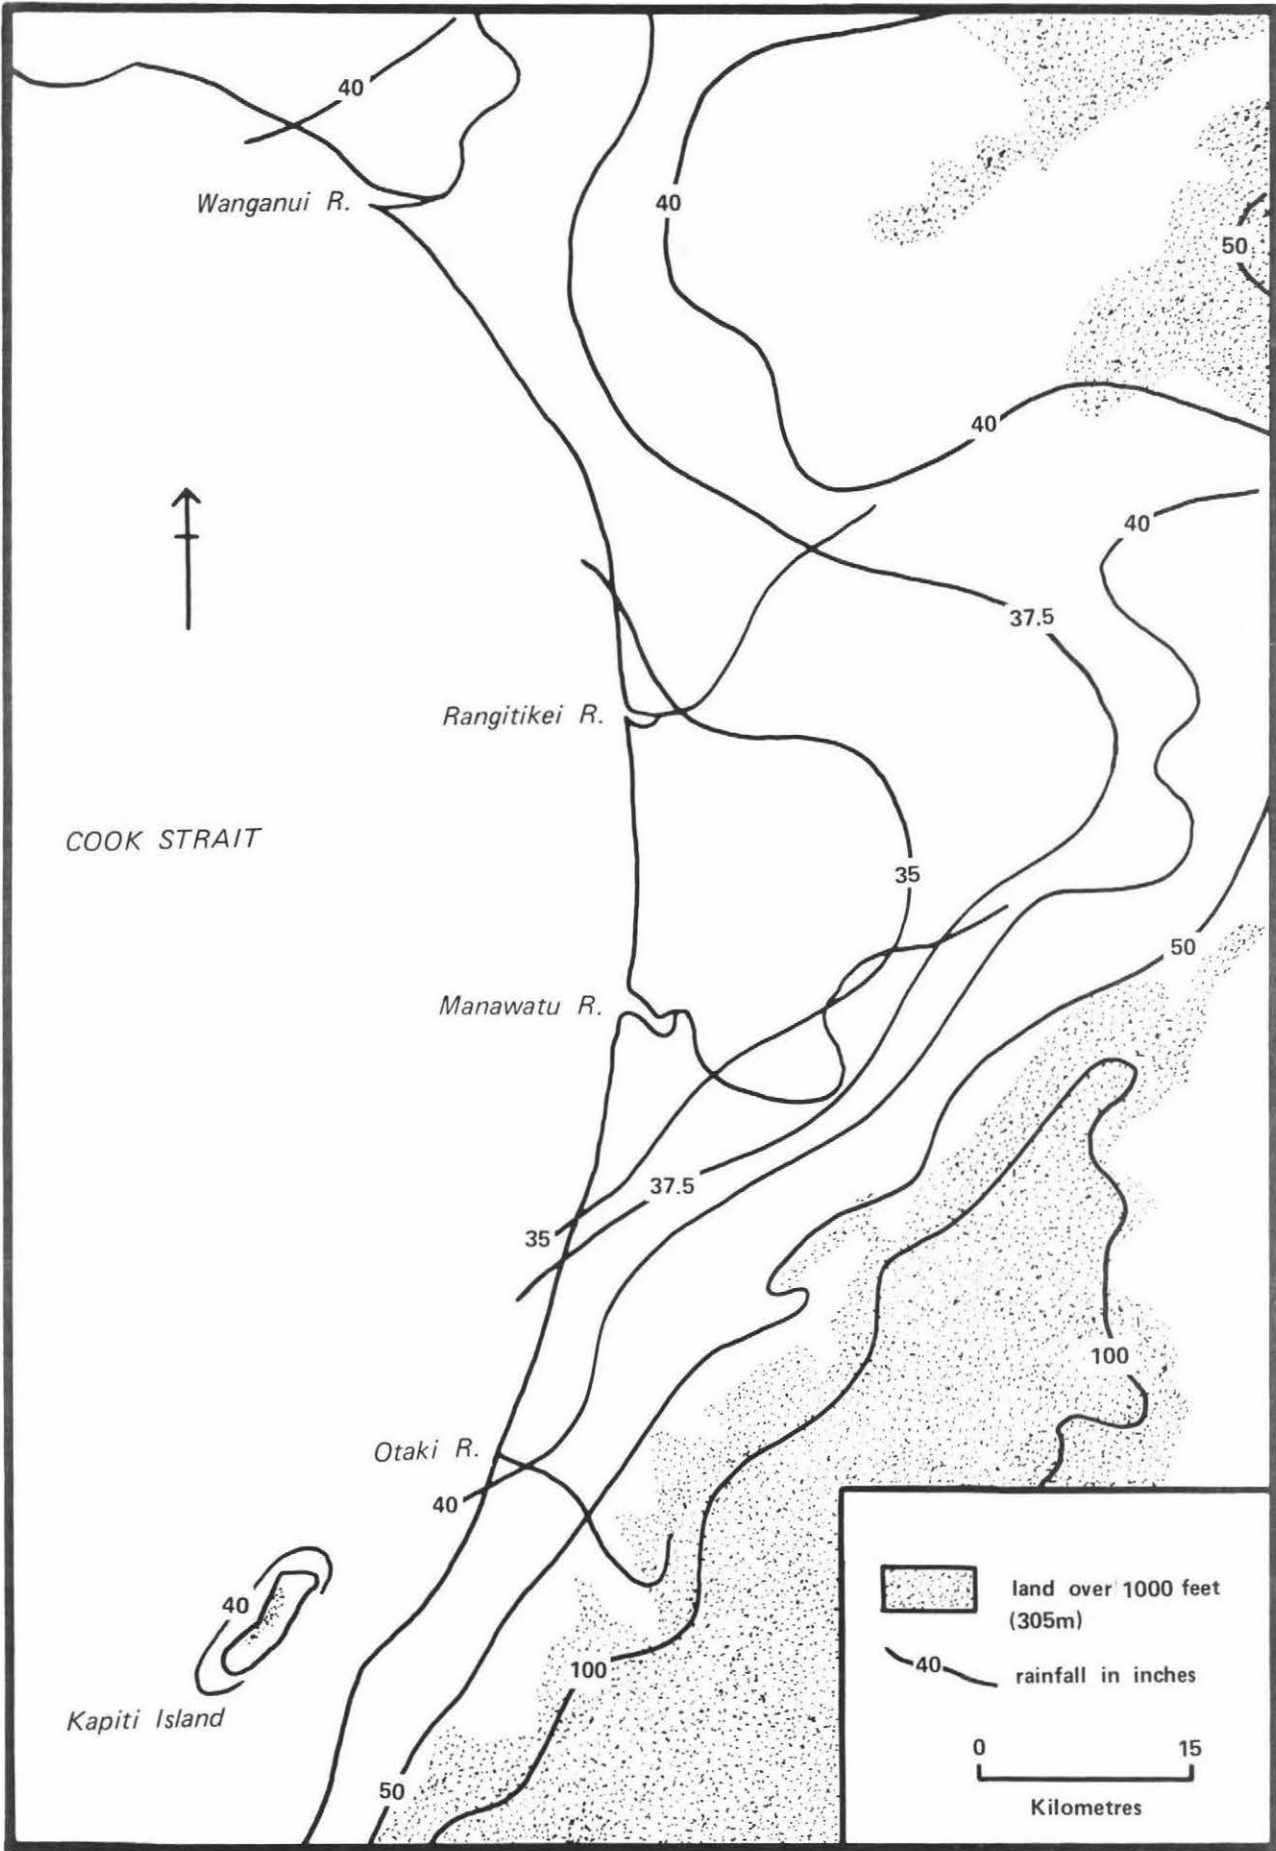 40
Wanganui R.
40
50
40
40
37.5
Rangitikei R.
COOK STRAIT
35
50
Manawatu R.
37.5
35
100
Otaki R.
40
40
100
Kapiti Island
50
land over 1000 feet
(305m)
40
rainfall in inches
0 15
Kilometres